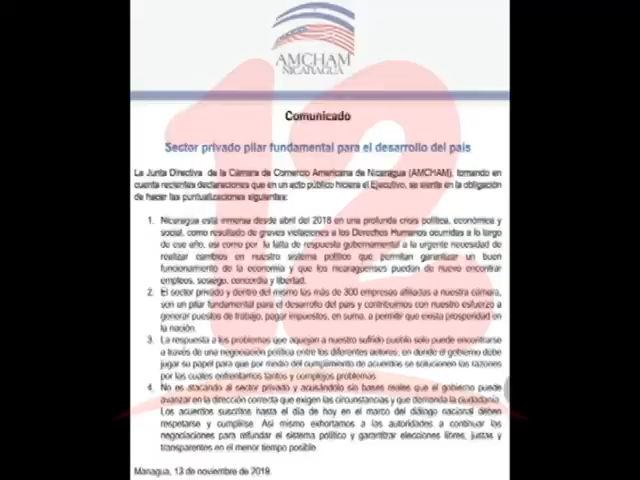 AMCHAM
NICARAGUA
12
Comunicado
Sector privado pilar fundamental para el desarrollo del país
La Junta Directiva de la Cámara de Comercio Americana de Nicaragua (AMCHAM), tomando en
cuenta recientes declaraciones que en un acto público hiciera el Ejecutivo, se siente en la obligación
de hacer las puntualizaciones siguientes:
1. Nicaragua está inmersa desde abril del 2018 en una profunda crisis política, económica y
social, como resultado de graves violaciones a los Derechos Humanos ocurridas a lo largo
de ese año, así como por la falta de respuesta gubernamental a la urgente necesidad de
realizar cambios en nuestro sistema político que permitan garantizar un buen
funcionamiento de la economía y que los nicaragüenses puedan de nuevo encontrar
empleos, sosiego, concordia y libertad.
2. El sector privado y dentro del mismo las más de 300 empresas afiliadas a nuestra cámara,
son un pilar fundamental para el desarrollo del país y contribuimos con nuestro esfuerzo a
generar puestos de trabajo, pagar impuestos, en suma, a permitir que exista prosperidad en
la nación.
3. La respuesta a los problemas que aquejan a nuestro sufrido pueblo solo puede encontrarse
a través de una negociación política entre los diferentes actores, en donde el gobierno debe
jugar su papel para que por medio del cumplimiento de acuerdos se solucionen las razones
por las cuales enfrentamos tantos y complejos problemas.
4. No es atacando al sector privado y acusándolo sin bases reales que el gobierno puede
avanzar en la dirección correcta que exigen las circunstancias y que demanda la ciudadanía.
Los acuerdos suscritos hasta el día de hoy en el marco del diálogo nacional deben
respetarse y cumplirse. Así mismo exhortamos a las autoridades a continuar las
negociaciones para refundar el sistema político y garantizar elecciones libres, justas y
transparentes en el menor tiempo posible.
Managua, 13 de noviembre de 2019.